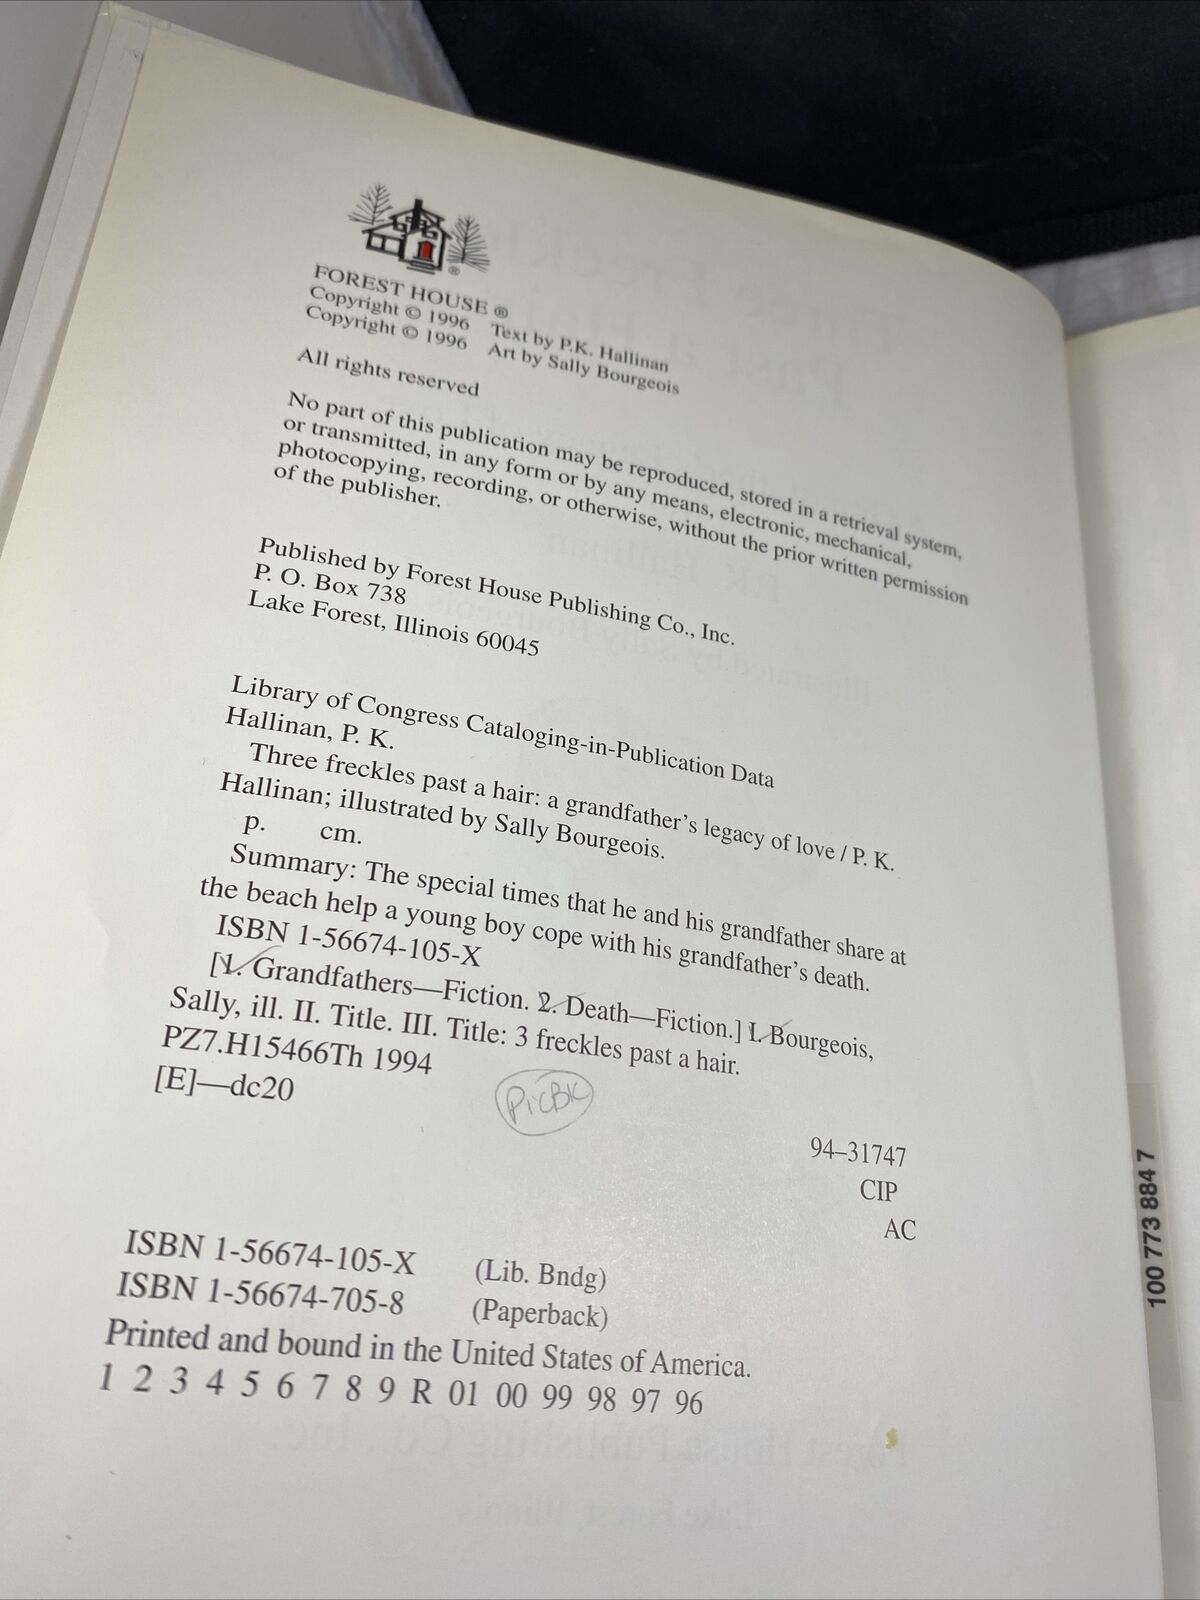 FOREST HOUSE ®
Copyright © 1996 Text by P.K. Hallinan
Copyright © 1996 Art by Sally Bourgeois
All rights reserved
No part of this publication may be reproduced, stored in a retrieval system,
or transmitted, in any form or by any means, electronic, mechanical,
photocopying, recording, or otherwise, without the prior written permission
of the publisher.
Published by Forest House Publishing Co., Inc.
P. O. Box 738
Lake Forest, Illinois 60045
Library of Congress Cataloging-in-Publication Data
Hallinan, P. K.
Three freckles past a hair: a grandfather's legacy of love / P. K.
Hallinan; illustrated by Sally Bourgeois.
p. cm.
Summary: The special times that he and his grandfather share at
the beach help a young boy cope with his grandfather's death.
ISBN 1-56674-105-X
[1. Grandfathers—Fiction. 2. Death—Fiction.] I. Bourgeois,
Sally, ill. II. Title. III. Title: 3 freckles past a hair.
PZ7.H15466Th 1994
[E]—dc20
PicBk
94–31747
CIP
AC
ISBN 1-56674-105-X (Lib. Bndg)
ISBN 1-56674-705-8 (Paperback)
Printed and bound in the United States of America.
1 2 3 4 5 6 7 8 9 R 01 00 99 98 97 96
100 773 884 7